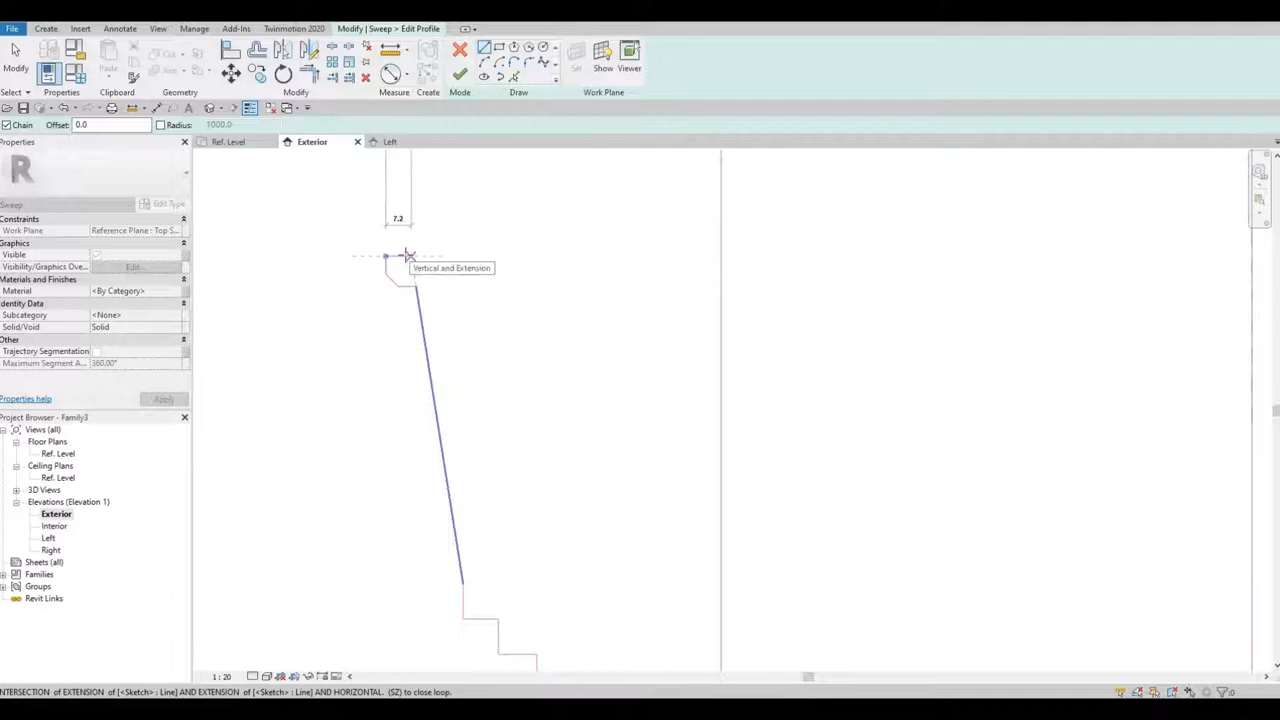 File Create Insert Annotate View Manage Add-Ins Twinmotion 2020 Modify | Sweep > Edit Profile
Cut
Join
Modify Paste Set Show Viewer
Select Properties Clipboard Geometry Modify Measure Create Mode Draw Work Plane
Chain Offset: 0.0 Radius: 1000.0
Properties
Ref. Level Exterior Left
R
Sweep Edit Type
Constraints
Work Plane Reference Plane : Top S...
Graphics
Visible
Visibility/Graphics Ove... Edit...
Materials and Finishes
Material <By Category>
Identity Data
Subcategory <None>
Solid/Void Solid
Other
Trajectory Segmentation
Maximum Segment A... 360.00°
Properties help Apply
Project Browser - Family3
Views (all)
Floor Plans
Ref. Level
Ceiling Plans
Ref. Level
3D Views
Elevations (Elevation 1)
Exterior
Interior
Left
Right
Sheets (all)
Families
Groups
Revit Links
7.2
Vertical and Extension
1 : 20
INTERSECTION of EXTENSION of [<Sketch> : Line] AND EXTENSION of [<Sketch> : Line] AND HORIZONTAL. (SZ) to close loop.
:0